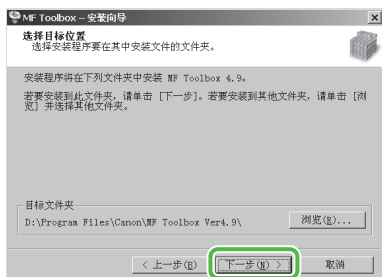 MF Toolbox – 安装向导
选择目标位置
选择安装程序要在其中安装文件的文件夹。
安装程序将在下列文件夹中安装 MF Toolbox 4.9。
若要安装到此文件夹，请单击 [下一步]。若要安装到其他文件夹，请单击 [浏
览] 并选择其他文件夹。
目标文件夹
D:\Program Files\Canon\MF Toolbox Ver4.9\
浏览(R)...
< 上一步(B)
下一步(N) >
取消